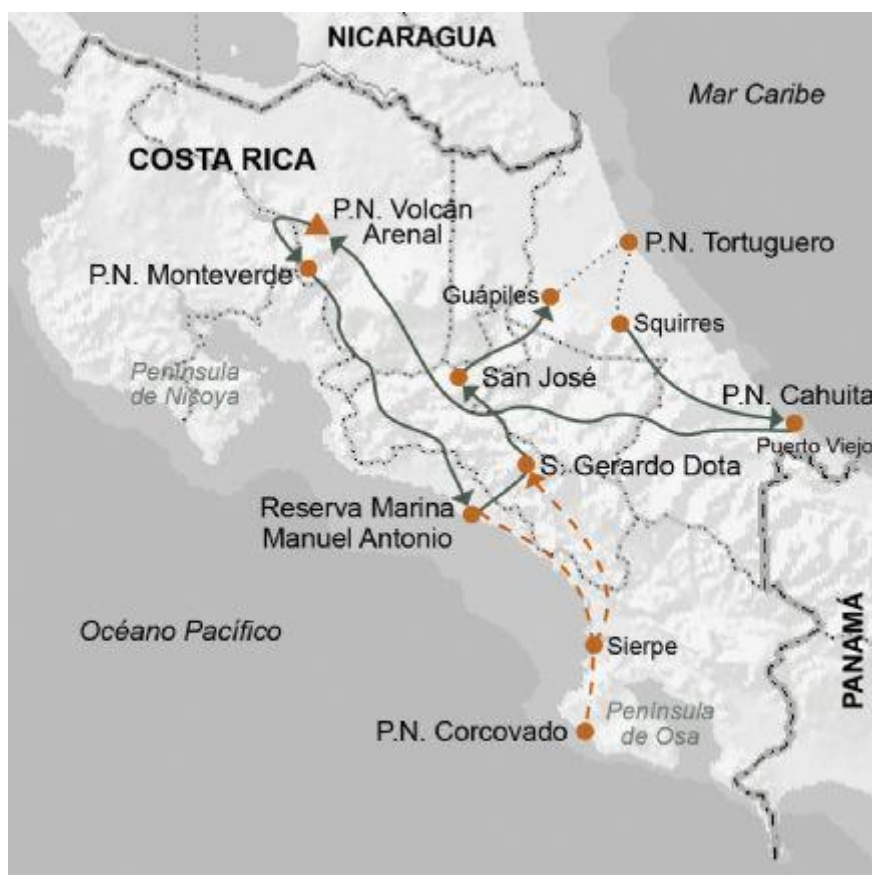 NICARAGUA
Mar Caribe
COSTA RICA
P.N. Volcán
Arenal
P.N. Tortuguero
P.N. Monteverde
Guápiles
Squirres
Península
de Nicoya
San José
P.N. Cahuita
Puerto Viejo
S. Gerardo Dota
Reserva Marina
Manuel Antonio
Océano Pacífico
Sierpe
PANAMÁ
Península
de Osa
P.N. Corcovado